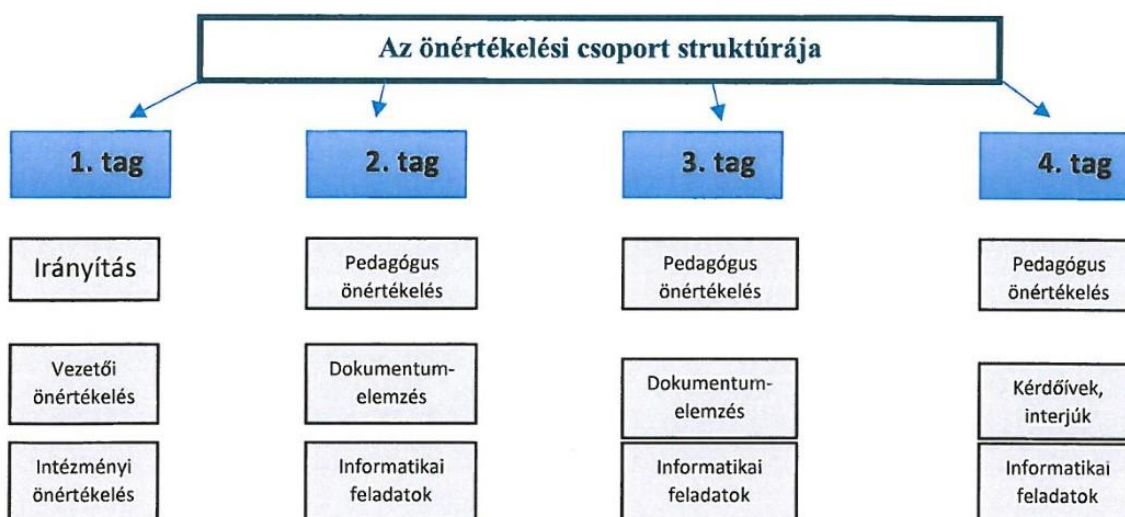 Az önértékelési csoport struktúrája
1. tag
2. tag
3. tag
4. tag
Irányítás
Pedagógus
önértékelés
Pedagógus
önértékelés
Pedagógus
önértékelés
Vezetői
önértékelés
Dokumentum-
elemzés
Dokumentum-
elemzés
Kérdőívek,
interjúk
Intézményi
önértékelés
Informatikai
feladatok
Informatikai
feladatok
Informatikai
feladatok